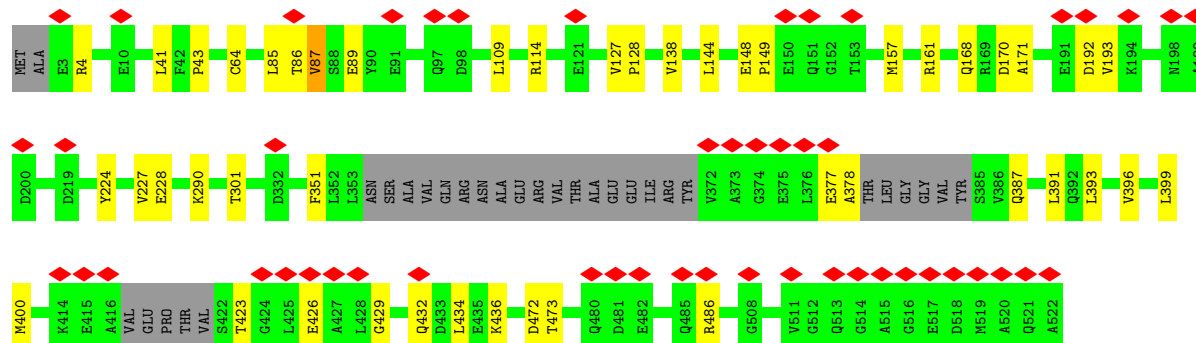 MET ALA E3 R4 E10 L41 F42 P43 C64 L85 T86 V87 S88 E89 Y90 E91 Q97 D98 L109 R114 E121 V127 P128 V138 L144 E148 P149 E150 Q151 G152 T153 M157 R161 Q168 R169 D170 A171 E191 D192 V193 K194 N198
D200 D219 Y224 V227 E228 K290 T301 D332 F351 L352 L353 ASN SER ALA VAL GLN ARG ASN ALA GLU ARG VAL THR ALA GLU GLU ILE ARG TYR V372 A373 G374 E375 L376 E377 A378 THR LEU GLY GLY VAL TYR S385 V386 Q387 L391 Q392 L393 V396 L399
M400 K414 E415 A416 VAL GLU PRO THR VAL S422 T423 G424 L425 E426 A427 L428 G429 Q432 D433 L434 E435 K436 D472 T473 Q480 D481 E482 Q485 R486 G508 V511 G512 Q513 G514 A515 G516 E517 D518 M519 A520 Q521 A522